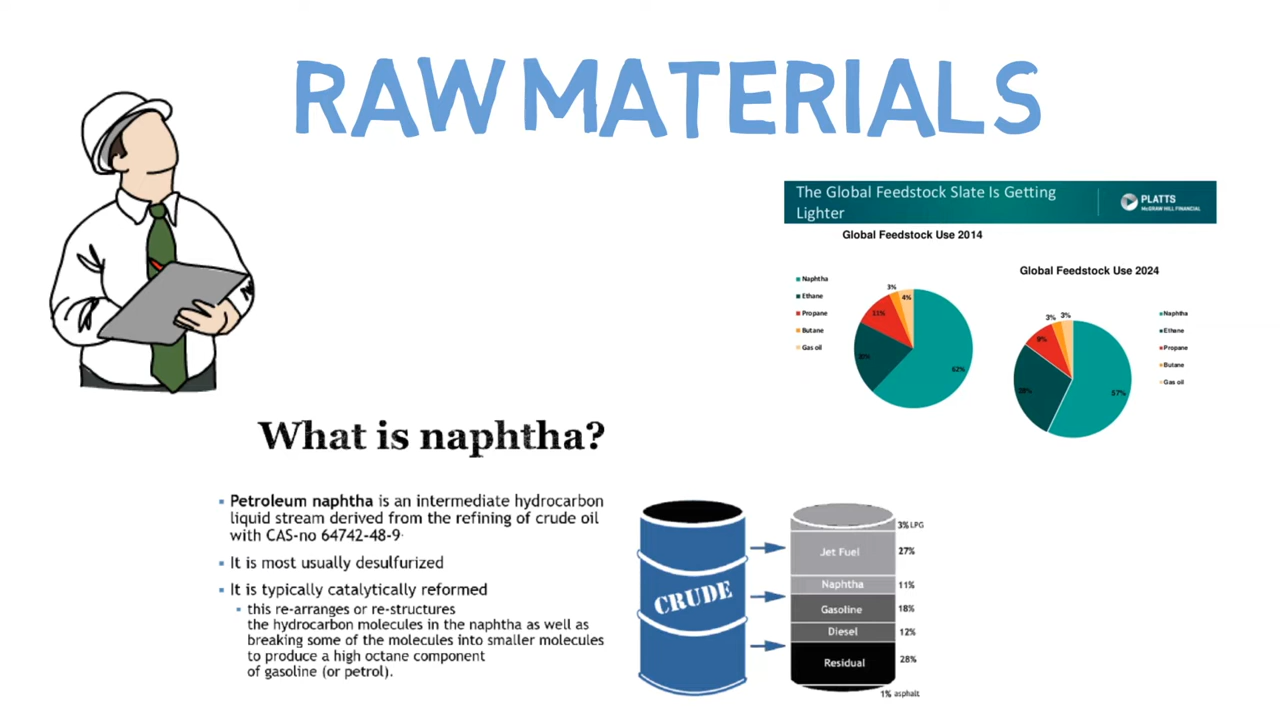 RAW MATERIALS
The Global Feedstock Slate Is Getting
Lighter
PLATTS
McGRAW HILL FINANCIAL
Global Feedstock Use 2014
Naphtha
Ethane
Propane
Butane
Gas oil
3%
4%
11%
20%
62%
Global Feedstock Use 2024
3%
3%
9%
28%
57%
Naphtha
Ethane
Propane
Butane
Gas oil
What is naphtha?
Petroleum naphtha is an intermediate hydrocarbon
liquid stream derived from the refining of crude oil
with CAS-no 64742-48-9
It is most usually desulfurized
It is typically catalytically reformed
this re-arranges or re-structures
the hydrocarbon molecules in the naphtha as well as
breaking some of the molecules into smaller molecules
to produce a high octane component
of gasoline (or petrol).
CRUDE
3% LPG
Jet Fuel 27%
Naphtha 11%
Gasoline 18%
Diesel 12%
Residual 28%
1% asphalt